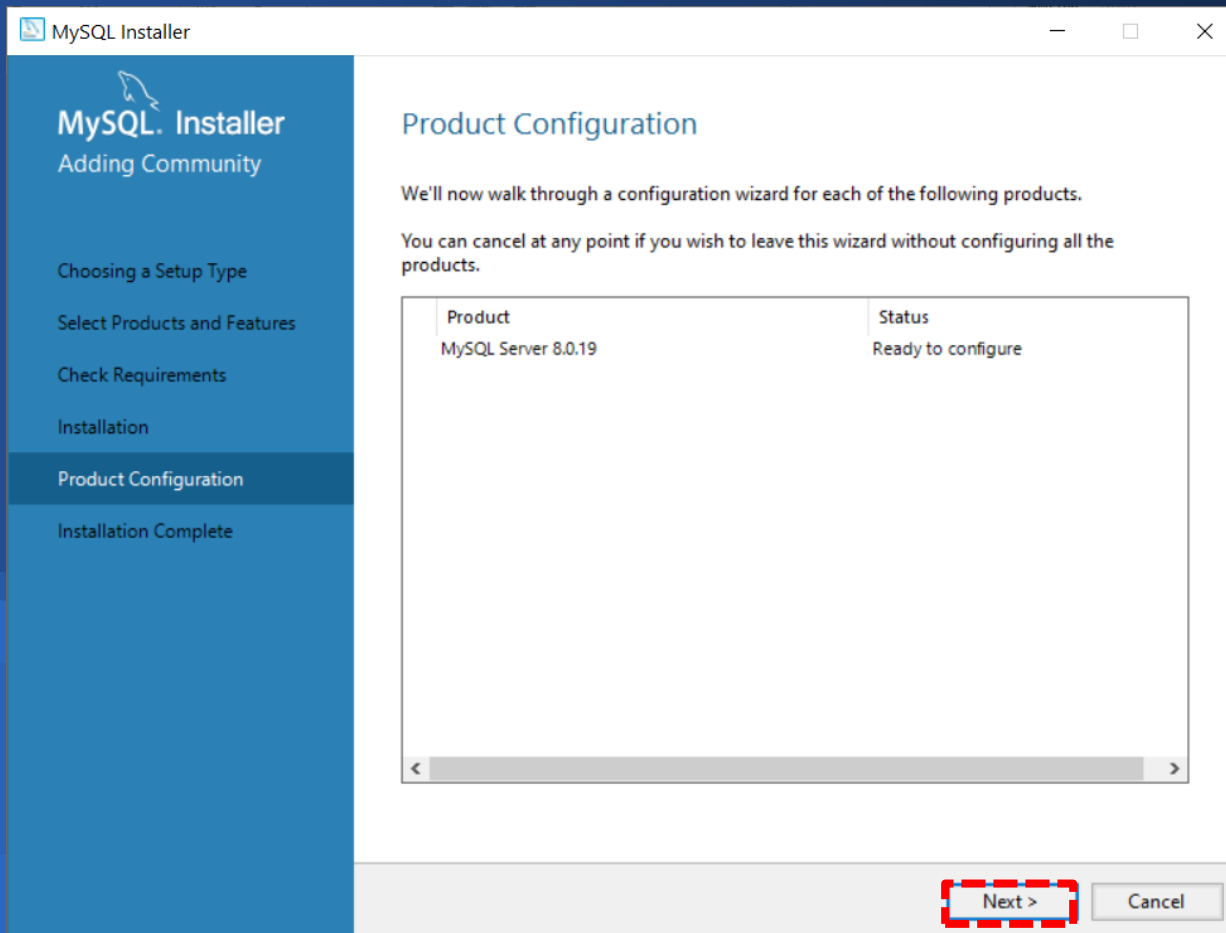 MySQL Installer
MySQL. Installer
Adding Community
Choosing a Setup Type
Select Products and Features
Check Requirements
Installation
Product Configuration
Installation Complete
Product Configuration
We'll now walk through a configuration wizard for each of the following products.
You can cancel at any point if you wish to leave this wizard without configuring all the
products.
Product Status
MySQL Server 8.0.19 Ready to configure
Next > Cancel